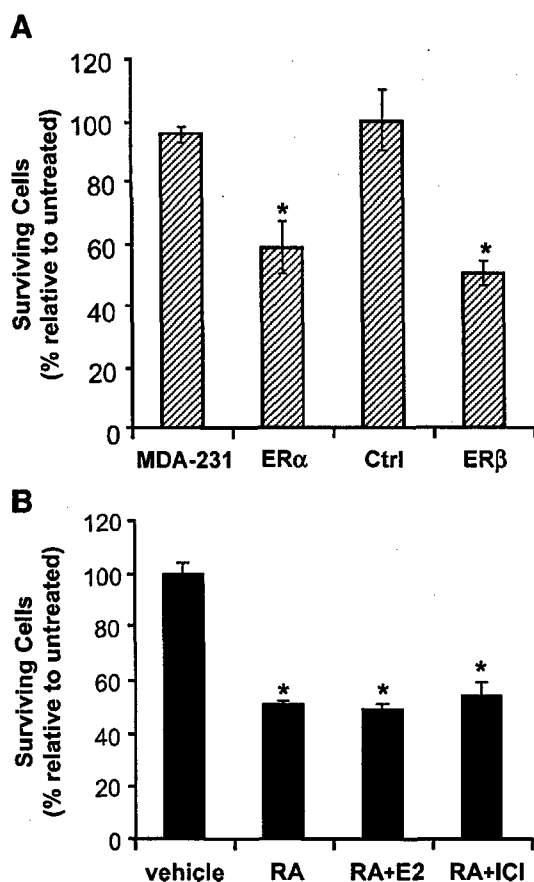 A
Surviving Cells
(% relative to untreated)
120
100
80
60
40
20
0
*
*
MDA-231 ERα Ctrl ERβ
B
Surviving Cells
(% relative to untreated)
120
100
80
60
40
20
0
* * *
vehicle RA RA+E2 RA+ICI